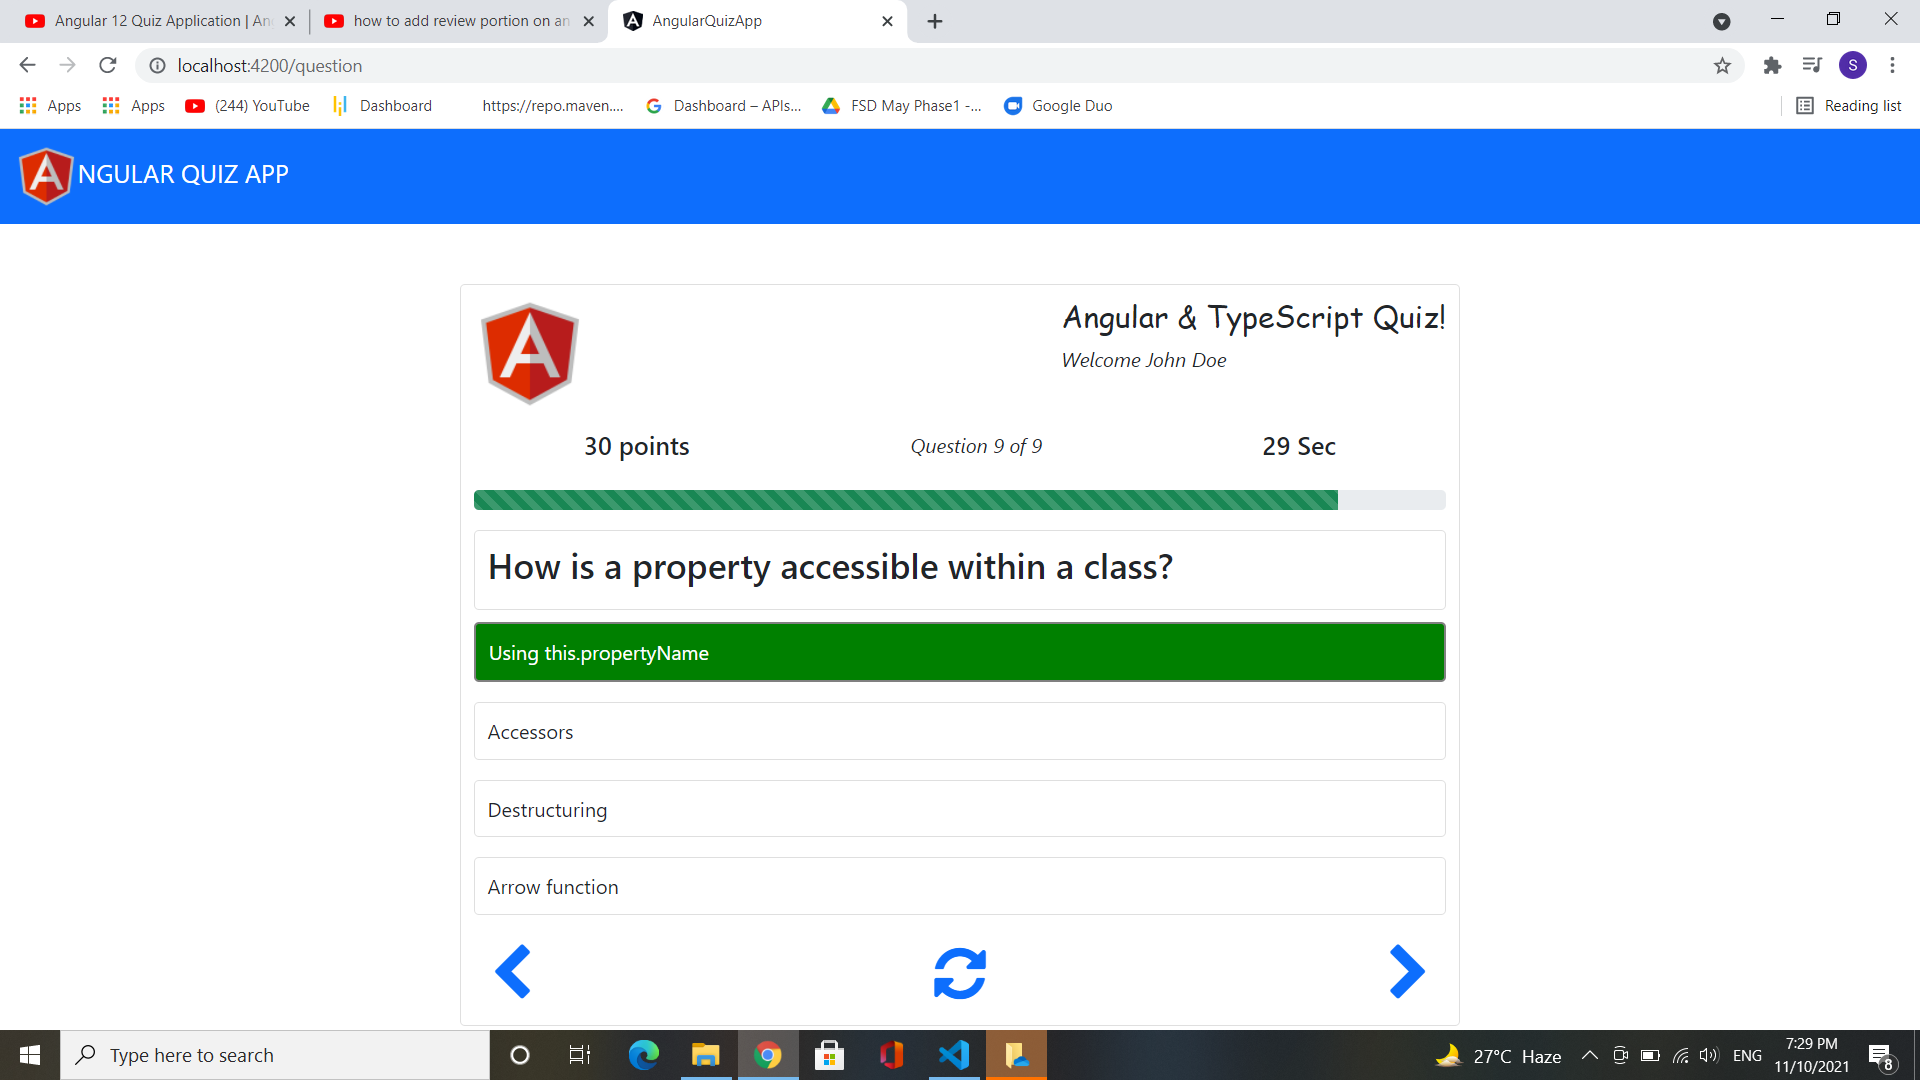 Angular 12 Quiz Application | An
how to add review portion on an
AngularQuizApp
localhost:4200/question
S
Apps
Apps
(244) YouTube
Dashboard
https://repo.maven....
Dashboard – APIs...
FSD May Phase1 -...
Google Duo
Reading list
NGULAR QUIZ APP
Angular & TypeScript Quiz!
Welcome John Doe
30 points
Question 9 of 9
29 Sec
How is a property accessible within a class?
Using this.propertyName
Accessors
Destructuring
Arrow function
Type here to search
27°C Haze
ENG
7:29 PM
11/10/2021
8